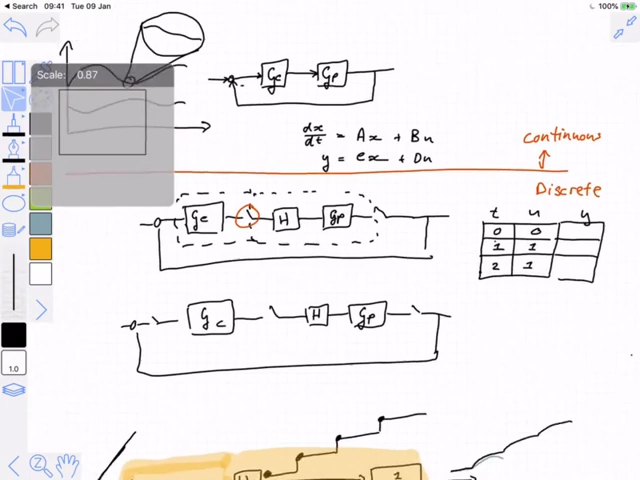 Search 09:41 Tue 09 Jan 100%
Scale: 0.87
Gc Gp
dx/dt = Ax + Bu
y = Cx + Du
Continuous
Discrete
Gc H Gp
t u y
0 0
1 1
2 1
Gc H Gp
1.0
H 1